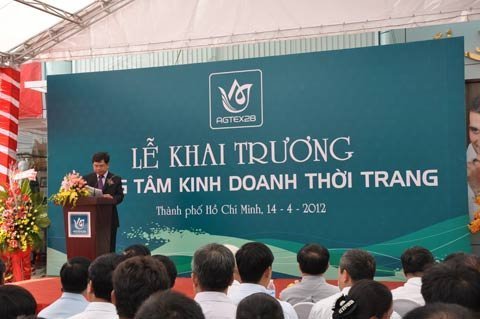 AGTEX28
LỄ KHAI TRƯƠNG
G TÂM KINH DOANH THỜI TRANG
Thành phố Hồ Chí Minh, 14 - 4 - 2012